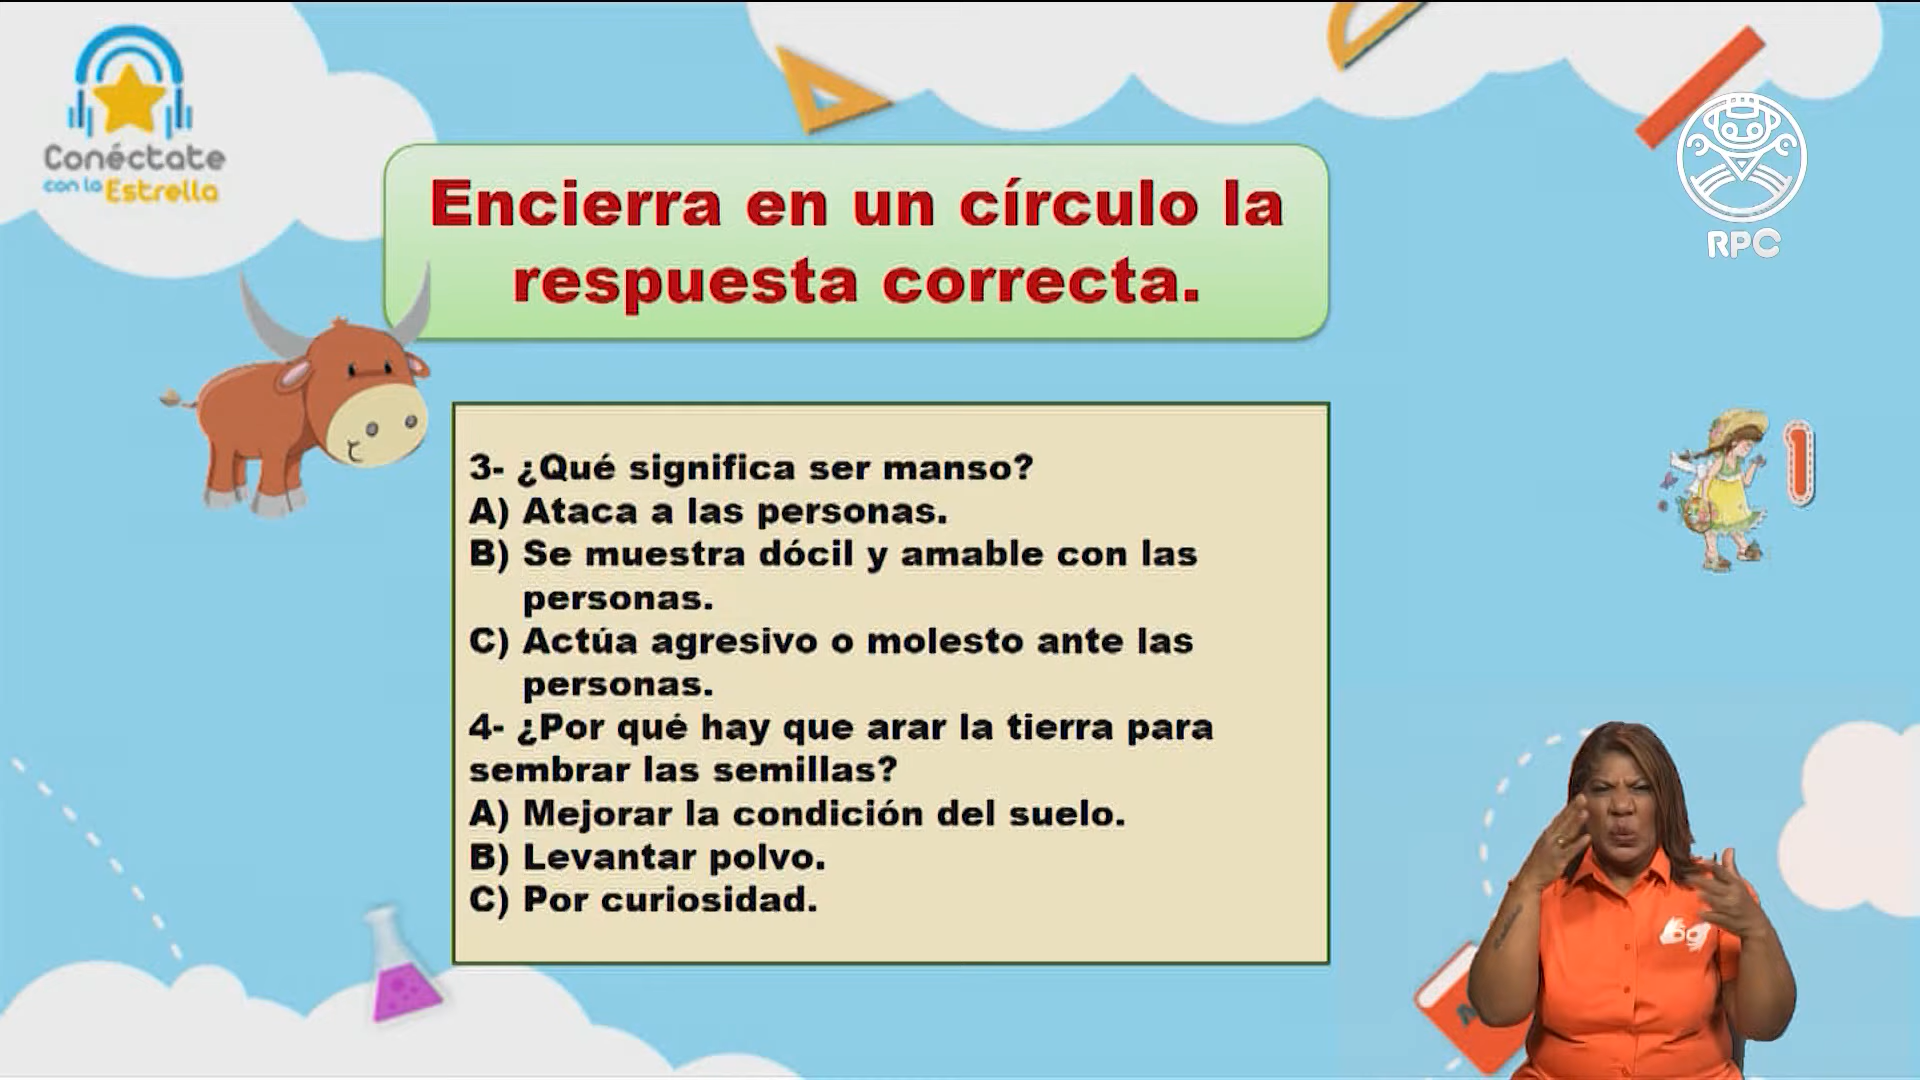 Conéctate
con la Estrella
RPC
Encierra en un círculo la
respuesta correcta.
3- ¿Qué significa ser manso?
A) Ataca a las personas.
B) Se muestra dócil y amable con las
personas.
C) Actúa agresivo o molesto ante las
personas.
4- ¿Por qué hay que arar la tierra para
sembrar las semillas?
A) Mejorar la condición del suelo.
B) Levantar polvo.
C) Por curiosidad.
1